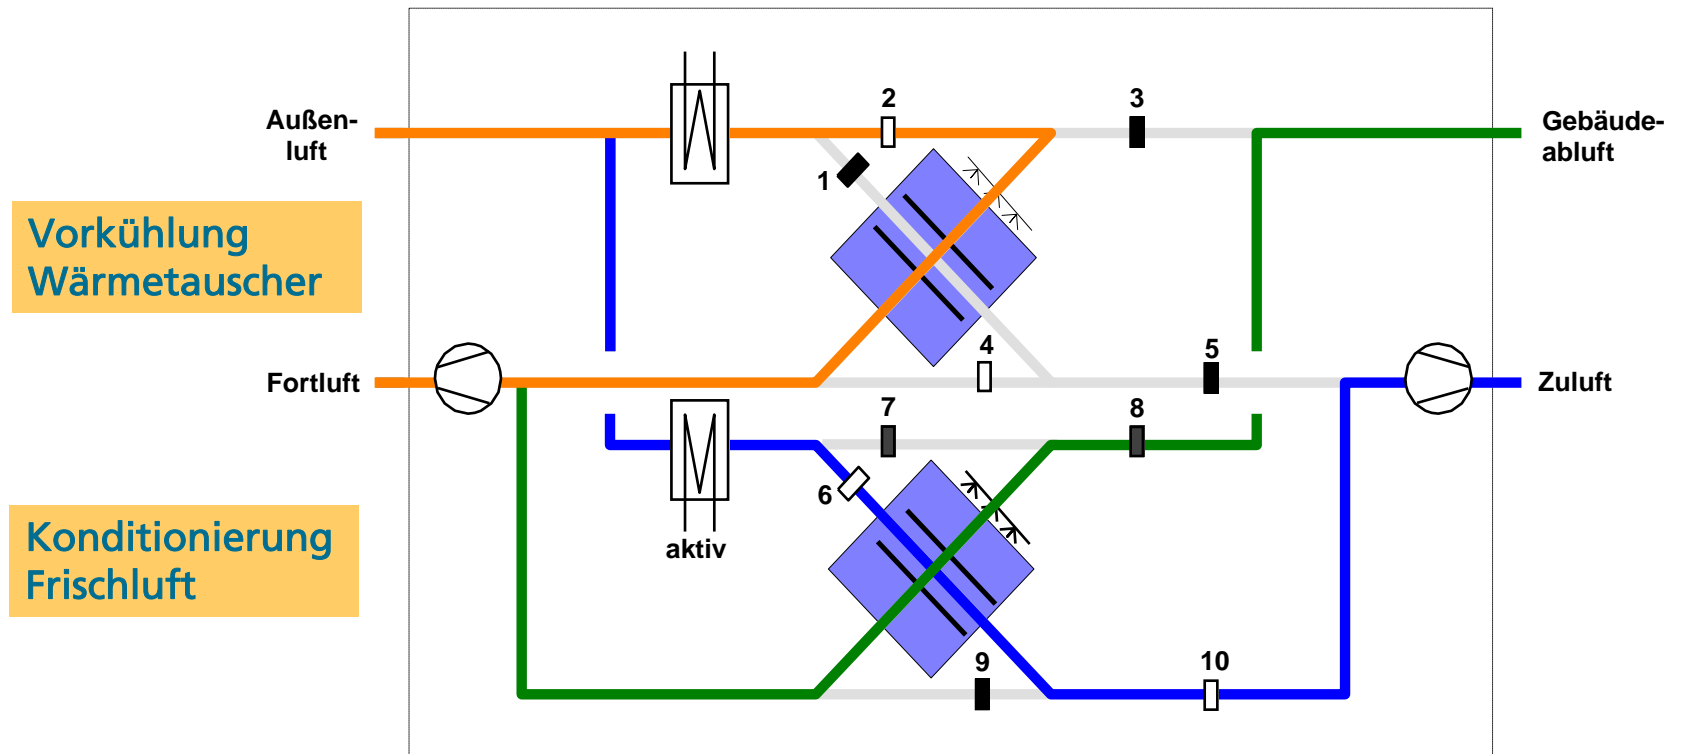 2
3
Außen-
luft
Gebäude-
abluft
1
Vorkühlung
Wärmetauscher
4
5
Fortluft
Zuluft
7
8
6
aktiv
Konditionierung
Frischluft
9
10